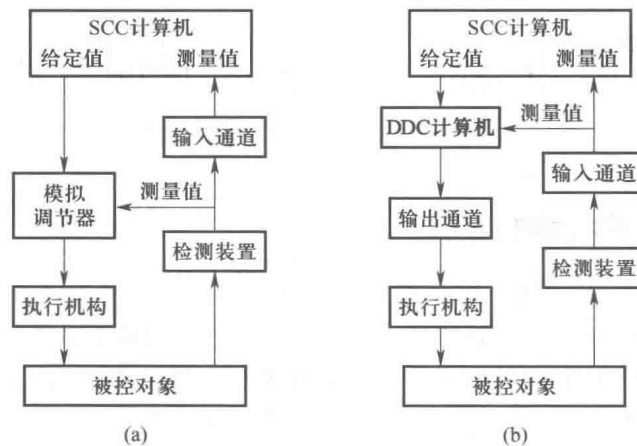 SCC计算机
给定值 测量值
输入通道
模拟
调节器
测量值
检测装置
执行机构
被控对象
(a)
SCC计算机
给定值 测量值
DDC计算机
测量值
输入通道
输出通道
检测装置
执行机构
被控对象
(b)